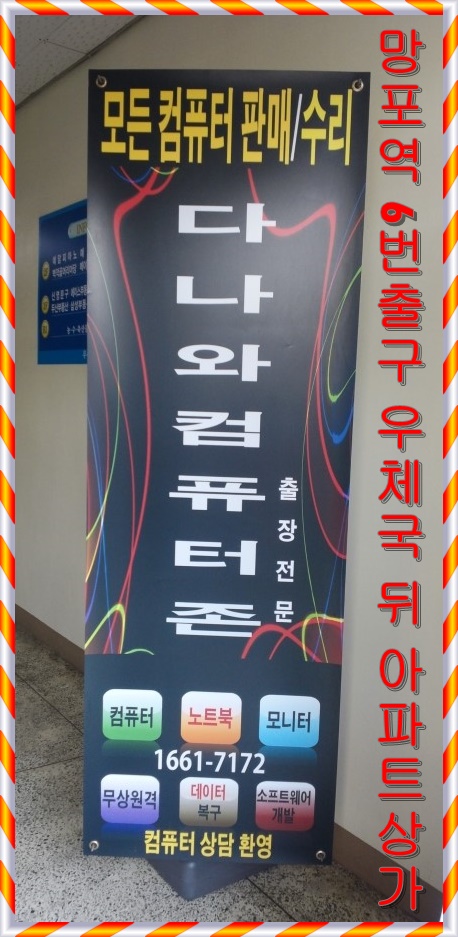 모든 컴퓨터 판매/수리
다나와컴퓨터존
출장전문
컴퓨터
노트북
모니터
1661-7172
무상원격
데이터
복구
소프트웨어
개발
컴퓨터 상담 환영
망포역 6번출구 우체국 뒤 아파트상가